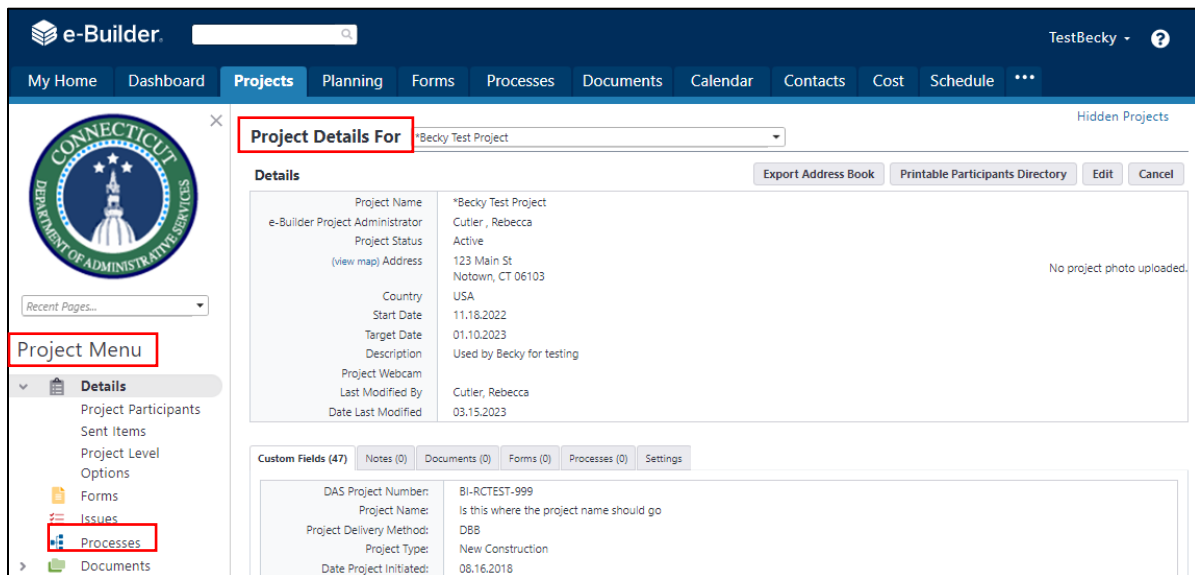 e-Builder.
TestBecky
?
My Home Dashboard Projects Planning Forms Processes Documents Calendar Contacts Cost Schedule •••
Hidden Projects
CONNECTICUT
DEPARTMENT OF ADMINISTRATIVE SERVICES
Recent Pages...
Project Menu
Details
Project Participants
Sent Items
Project Level
Options
Forms
Issues
Processes
Documents
Project Details For *Becky Test Project
Details Export Address Book Printable Participants Directory Edit Cancel
Project Name *Becky Test Project
e-Builder Project Administrator Cutler , Rebecca
Project Status Active
(view map) Address 123 Main St
Notown, CT 06103
No project photo uploaded.
Country USA
Start Date 11.18.2022
Target Date 01.10.2023
Description Used by Becky for testing
Project Webcam
Last Modified By Cutler, Rebecca
Date Last Modified 03.15.2023
Custom Fields (47) Notes (0) Documents (0) Forms (0) Processes (0) Settings
DAS Project Number: BI-RCTEST-999
Project Name: Is this where the project name should go
Project Delivery Method: DBB
Project Type: New Construction
Date Project Initiated: 08.16.2018